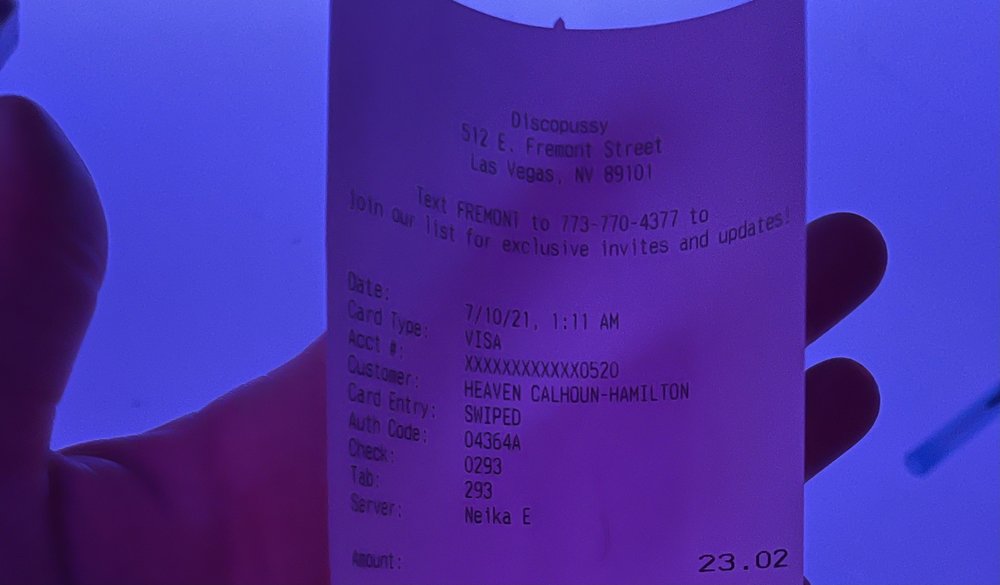 Discopussy
512 E. Fremont Street
Las Vegas, NV 89101
Text FREMONT to 773-770-4377 to
Join our list for exclusive invites and updates!
Date: 7/10/21, 1:11 AM
Card Type: VISA
Acct #: XXXXXXXXXXXX0520
Customer: HEAVEN CALHOUN-HAMILTON
Card Entry: SWIPED
Auth Code: 04364A
Check: 0293
Tab: 293
Server: Neika E
Amount: 23.02